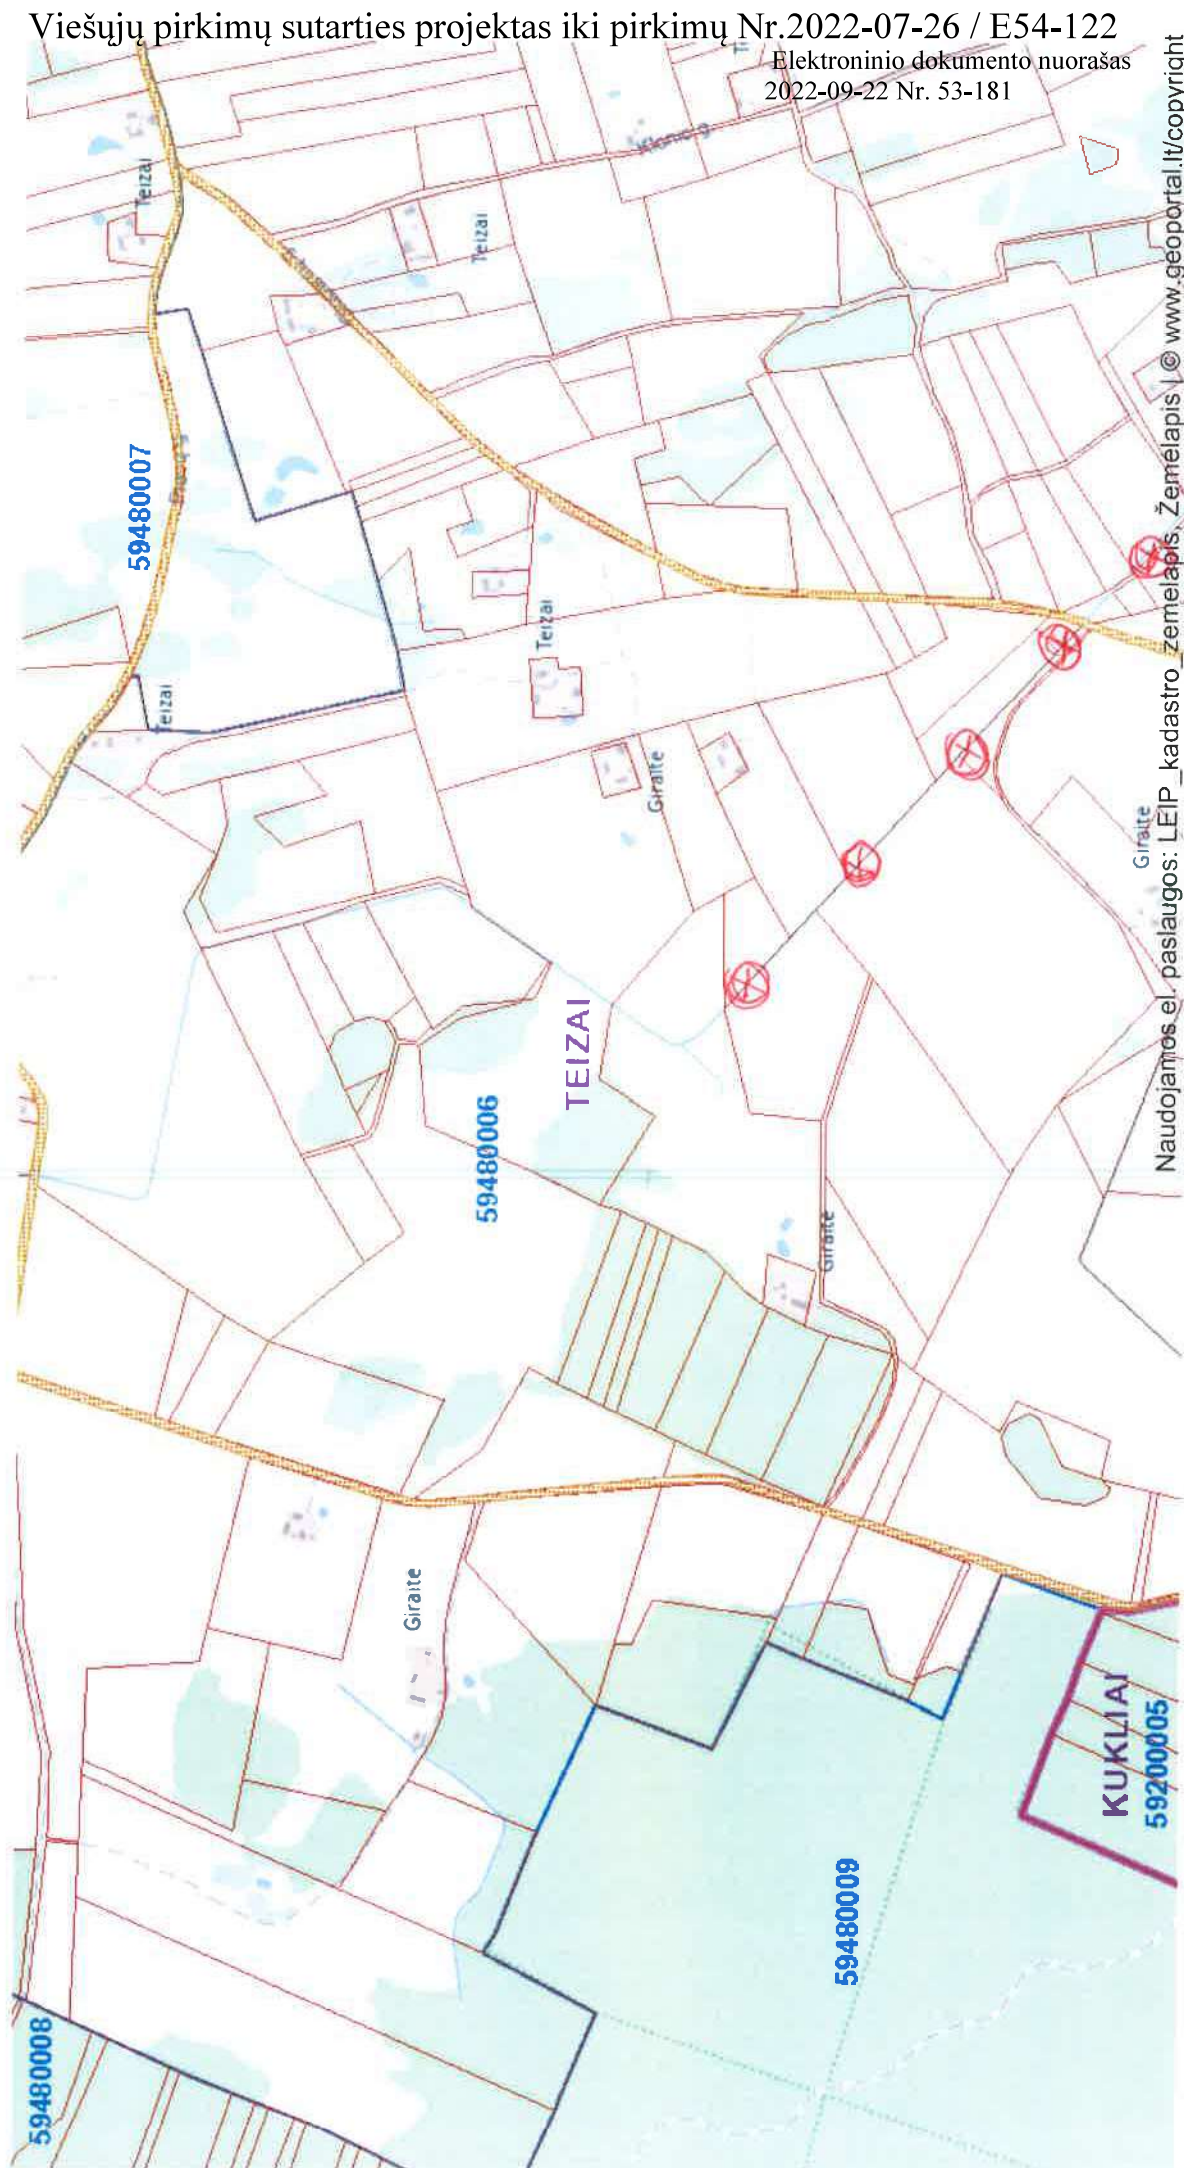 Viešųjų pirkimų sutarties projektas iki pirkimų Nr.2022-07-26 / E54-122
Elektroninio dokumento nuorašas
2022-09-22 Nr. 53-181
Teizai
Teizai
59480007
Teizai
Teizai
Giraitė
Giraitė
TEIZAI
59480006
Giraitė
Giraitė
KUKLIAI
59200005
59480009
59480008
Naudojamos el. paslaugos: LEIP_kadastro_zemelapis, Žemėlapis | © www.geoportal.lt/copyright